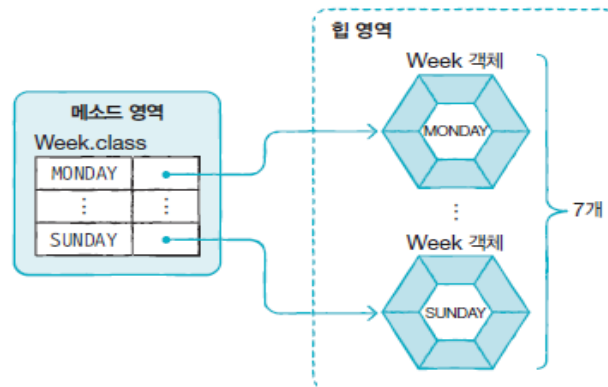 힙 영역
Week 객체
메소드 영역
Week.class
MONDAY
MONDAY
⋮ ⋮
⋮
7개
SUNDAY
Week 객체
SUNDAY